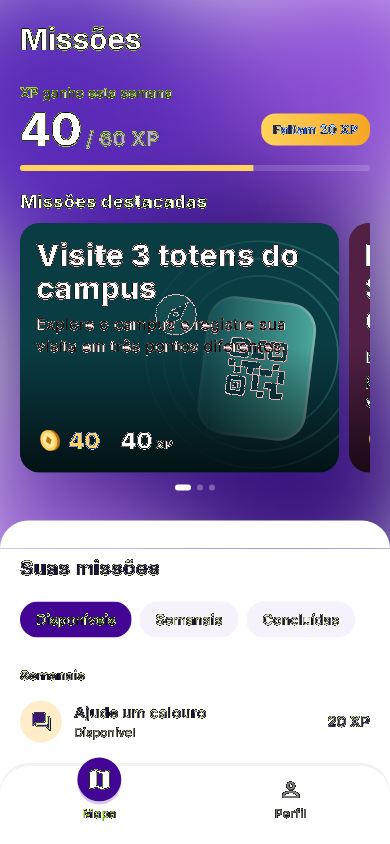 Missões
XP ganho esta semana
40 / 60 XP
Faltam 20 XP
Missões destacadas
Visite 3 totens do
campus
Explore o campus e registre sua
visita em três pontos diferentes.
40 40 XP
Suas missões
Disponíveis
Semanais
Concluídas
Semanais
Ajude um calouro
20 XP
Disponível
Mapa
Perfil